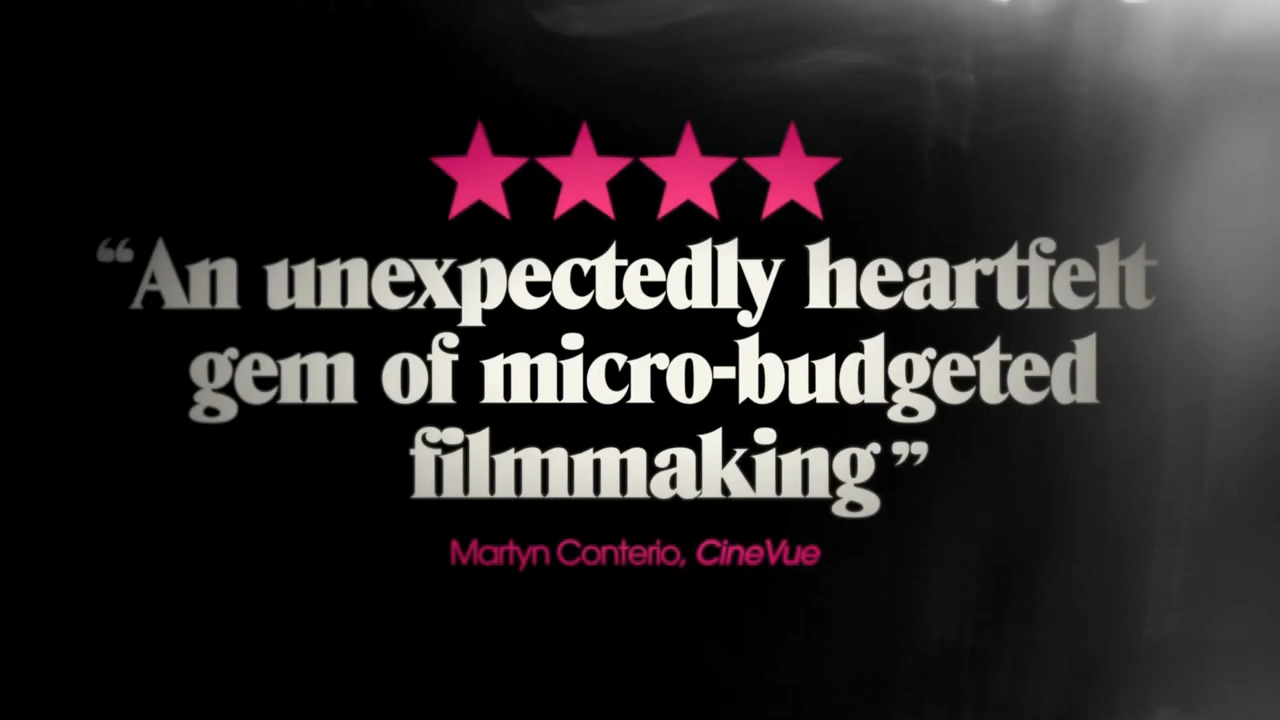 “An unexpectedly heartfelt
gem of micro-budgeted
filmmaking”
Martyn Conterio, CineVue